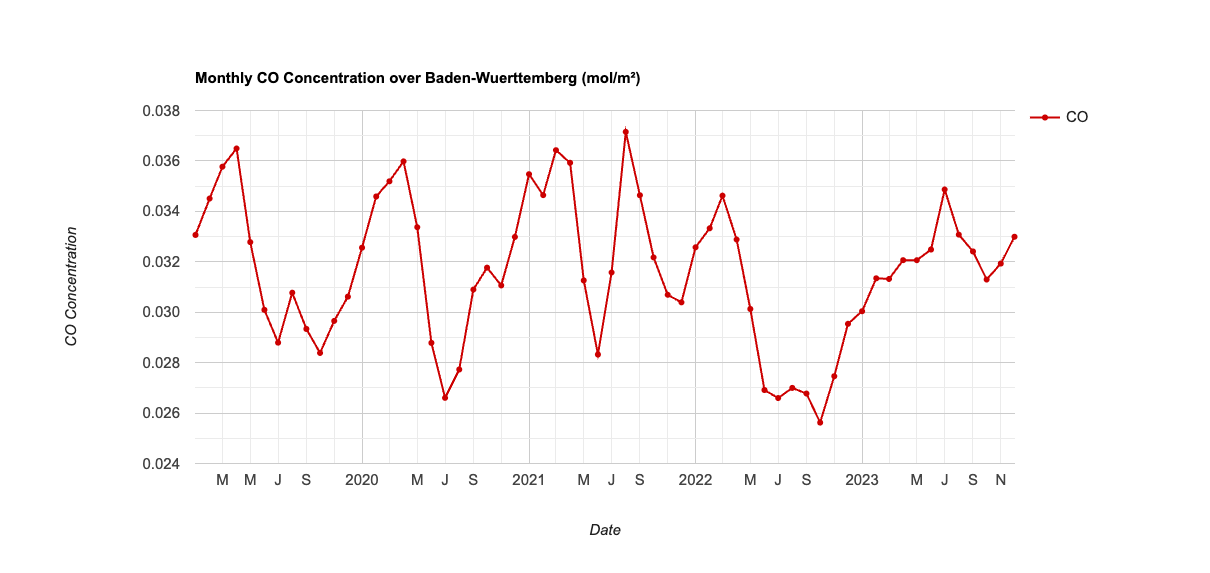 Monthly CO Concentration over Baden-Wuerttemberg (mol/m²)
0.038
CO
0.036
0.034
0.032
0.030
0.028
0.026
0.024
CO Concentration
M M J S 2020 M J S 2021 M J S 2022 M J S 2023 M J S N
Date